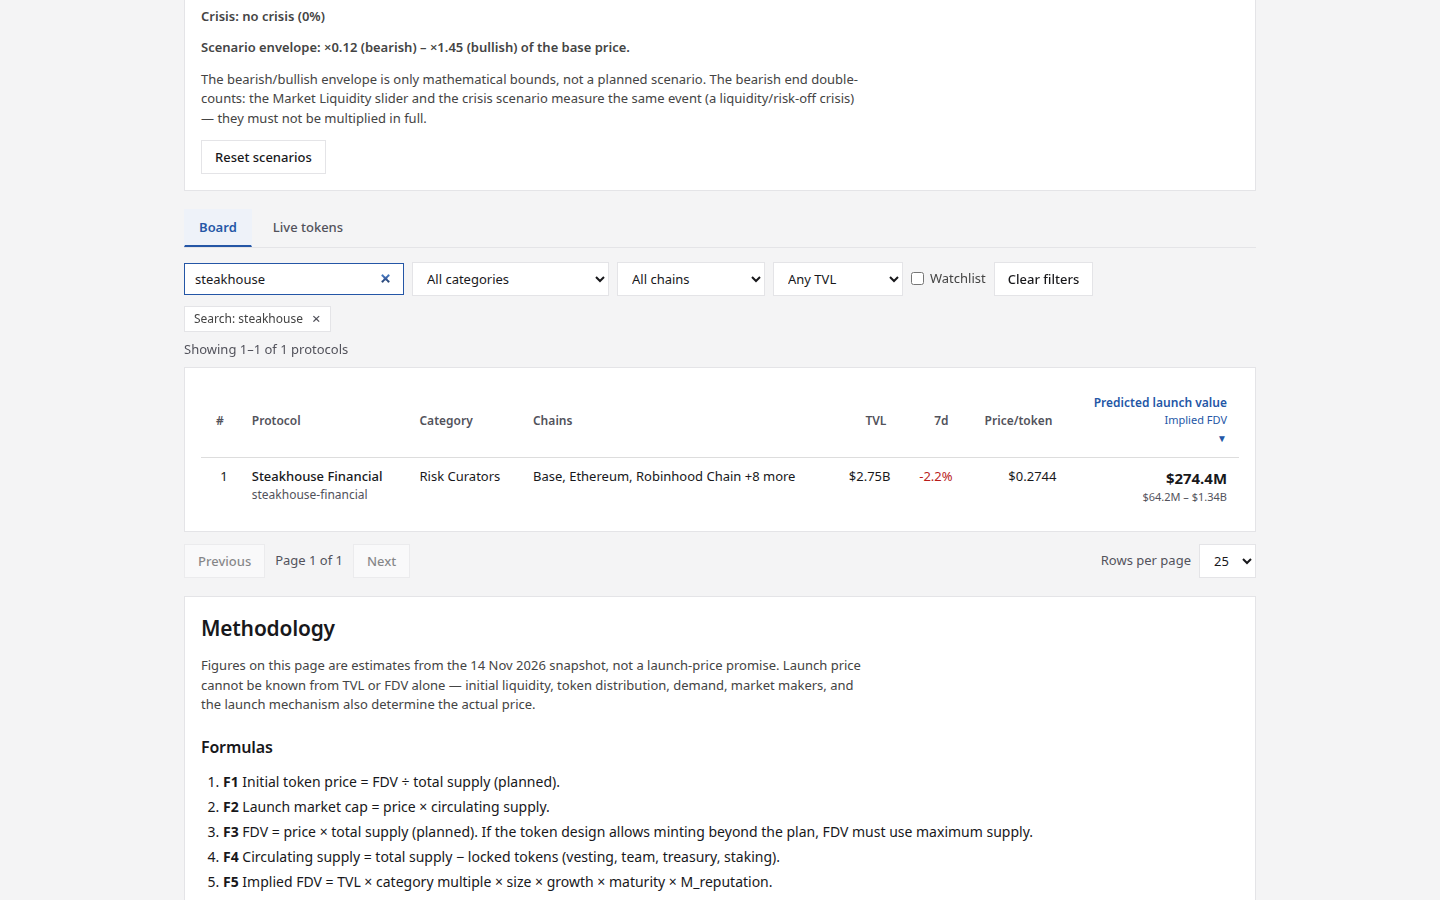 Crisis: no crisis (0%)
Scenario envelope: ×0.12 (bearish) – ×1.45 (bullish) of the base price.
The bearish/bullish envelope is only mathematical bounds, not a planned scenario. The bearish end double-
counts: the Market Liquidity slider and the crisis scenario measure the same event (a liquidity/risk-off crisis)
— they must not be multiplied in full.
Reset scenarios
Board Live tokens
steakhouse × All categories All chains Any TVL Watchlist Clear filters
Search: steakhouse ×
Showing 1–1 of 1 protocols
Predicted launch value
# Protocol Category Chains TVL 7d Price/token Implied FDV
▼
1 Steakhouse Financial Risk Curators Base, Ethereum, Robinhood Chain +8 more $2.75B -2.2% $0.2744 $274.4M
steakhouse-financial $64.2M – $1.34B
Previous Page 1 of 1 Next Rows per page 25
Methodology
Figures on this page are estimates from the 14 Nov 2026 snapshot, not a launch-price promise. Launch price
cannot be known from TVL or FDV alone — initial liquidity, token distribution, demand, market makers, and
the launch mechanism also determine the actual price.
Formulas
1. F1 Initial token price = FDV ÷ total supply (planned).
2. F2 Launch market cap = price × circulating supply.
3. F3 FDV = price × total supply (planned). If the token design allows minting beyond the plan, FDV must use maximum supply.
4. F4 Circulating supply = total supply − locked tokens (vesting, team, treasury, staking).
5. F5 Implied FDV = TVL × category multiple × size × growth × maturity × M_reputation.